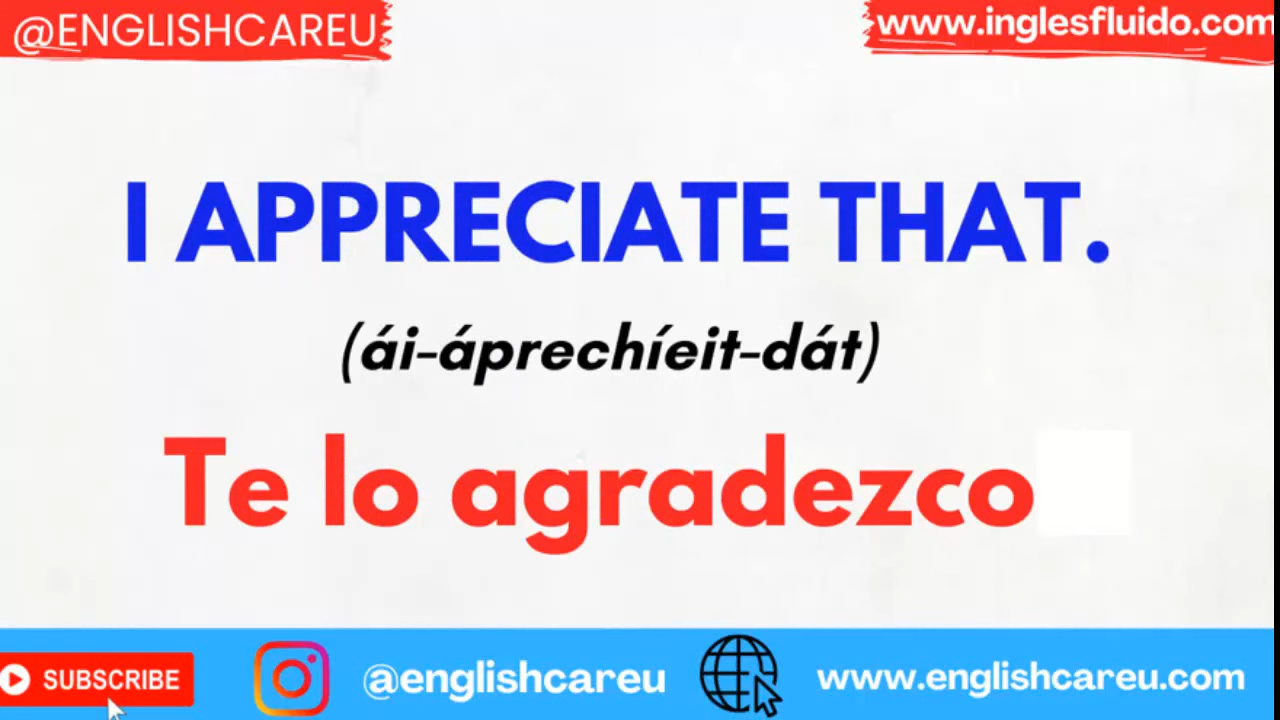 @ENGLISHCAREU
www.inglesfluido.com
I APPRECIATE THAT.
(ái-áprechíeit-dát)
Te lo agradezco
SUBSCRIBE
@englishcareu
www.englishcareu.com